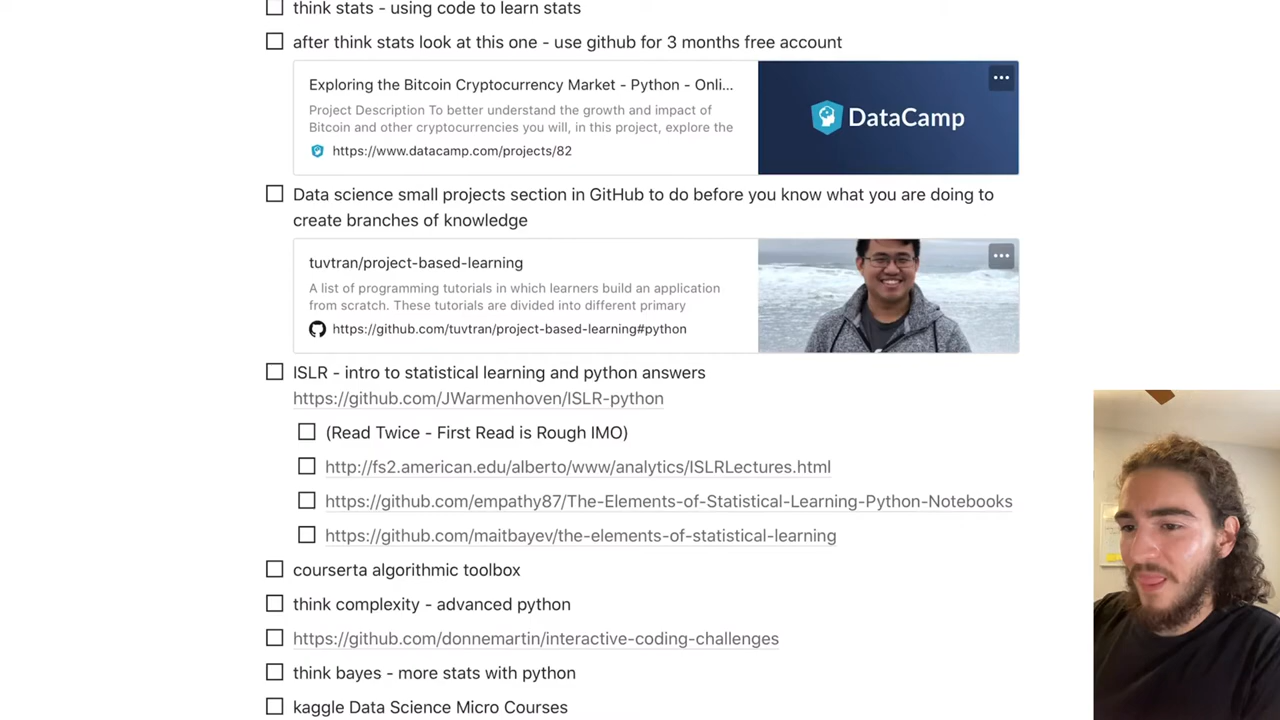 think stats - using code to learn stats
after think stats look at this one - use github for 3 months free account
Exploring the Bitcoin Cryptocurrency Market - Python - Onli...
Project Description To better understand the growth and impact of
Bitcoin and other cryptocurrencies you will, in this project, explore the
https://www.datacamp.com/projects/82
DataCamp
Data science small projects section in GitHub to do before you know what you are doing to
create branches of knowledge
tuvtran/project-based-learning
A list of programming tutorials in which learners build an application
from scratch. These tutorials are divided into different primary
https://github.com/tuvtran/project-based-learning#python
ISLR - intro to statistical learning and python answers
https://github.com/JWarmenhoven/ISLR-python
(Read Twice - First Read is Rough IMO)
http://fs2.american.edu/alberto/www/analytics/ISLRLectures.html
https://github.com/empathy87/The-Elements-of-Statistical-Learning-Python-Notebooks
https://github.com/maitbayev/the-elements-of-statistical-learning
courserta algorithmic toolbox
think complexity - advanced python
https://github.com/donnemartin/interactive-coding-challenges
think bayes - more stats with python
kaggle Data Science Micro Courses